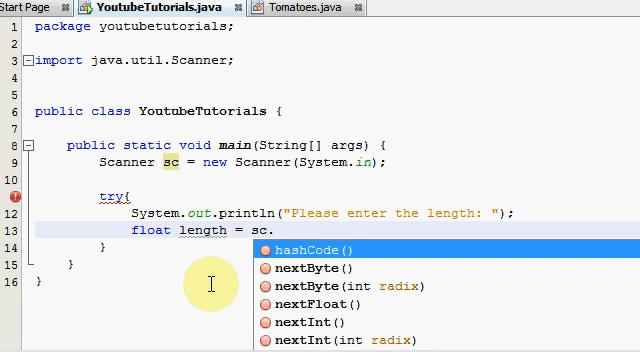 Start Page YoutubeTutorials.java Tomatoes.java
1 package youtubetutorials;
2
3 import java.util.Scanner;
4
5
6 public class YoutubeTutorials {
7
8 public static void main(String[] args) {
9 Scanner sc = new Scanner(System.in);
10
try{
12 System.out.println("Please enter the length: ");
13 float length = sc.
14 }
hashCode()
15 }
nextByte()
16 }
nextByte(int radix)
nextFloat()
nextInt()
nextInt(int radix)